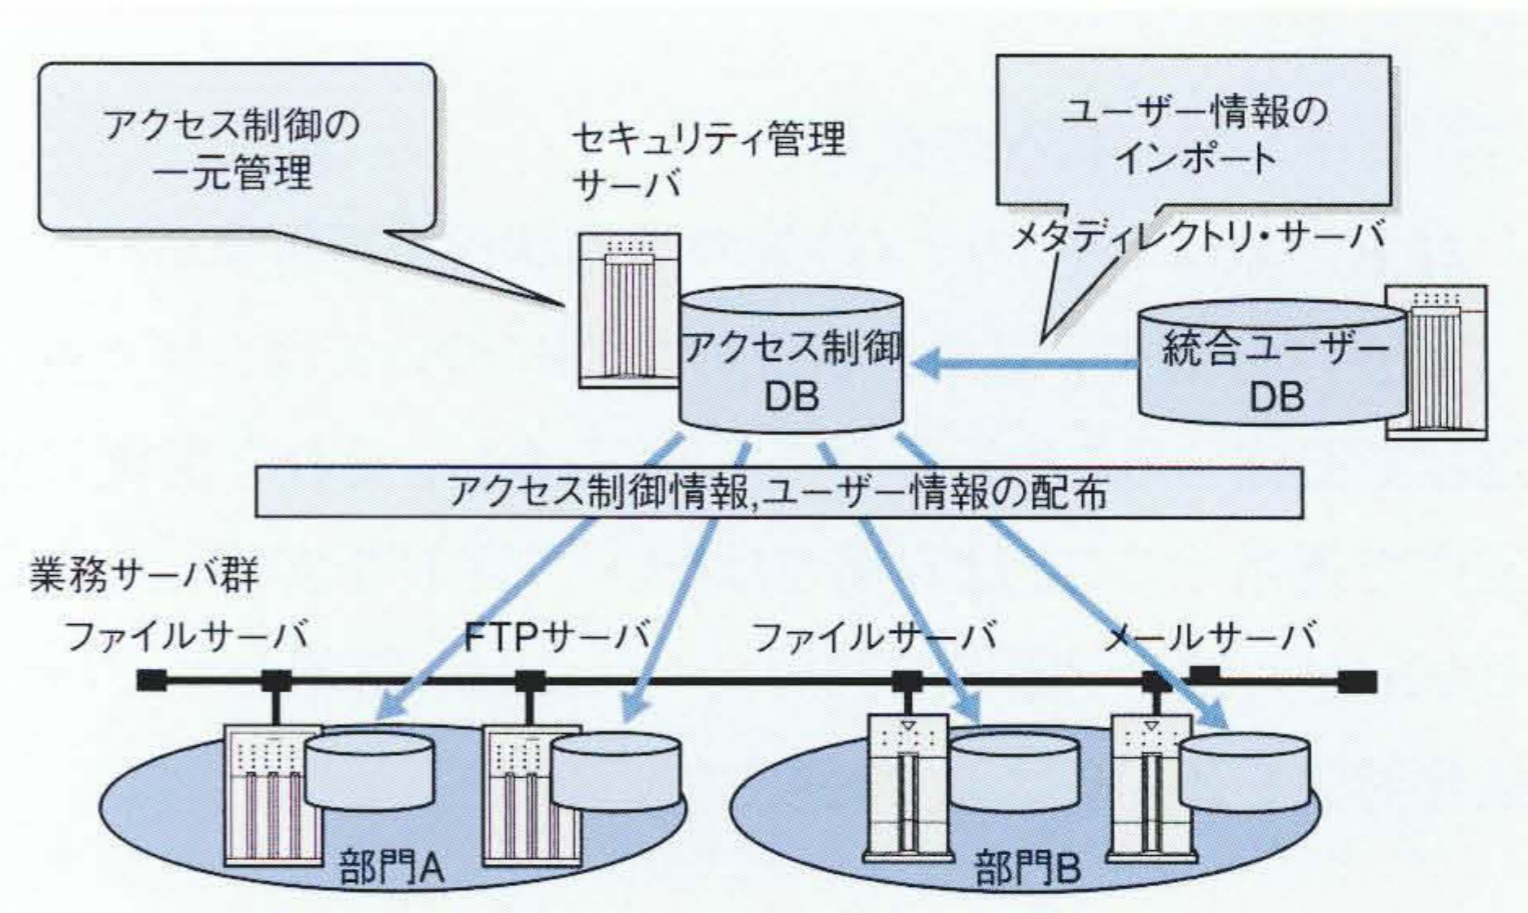 アクセス制御の
一元管理
セキュリティ管理
サーバ
ユーザー情報の
インポート
メタディレクトリ・サーバ
アクセス制御
DB
統合ユーザー
DB
アクセス制御情報,ユーザー情報の配布
業務サーバ群
ファイルサーバ
FTPサーバ
ファイルサーバ
メールサーバ
部門A
部門B